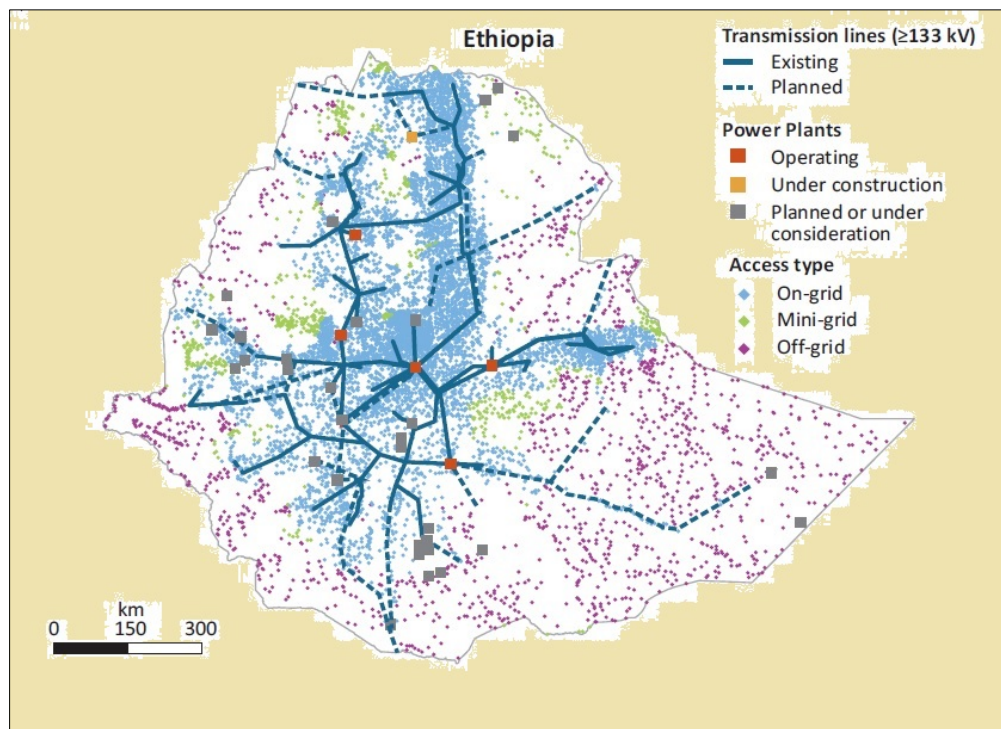 Ethiopia
Transmission lines (≥133 kV)
Existing
Planned
Power Plants
Operating
Under construction
Planned or under
consideration
Access type
On-grid
Mini-grid
Off-grid
km
0 150 300